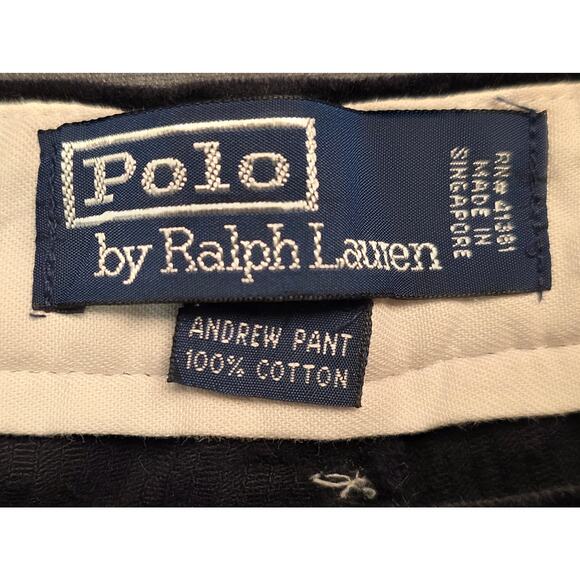 Polo
by Ralph Lauren
RN# 41381
MADE IN
SINGAPORE
ANDREW PANT
100% COTTON